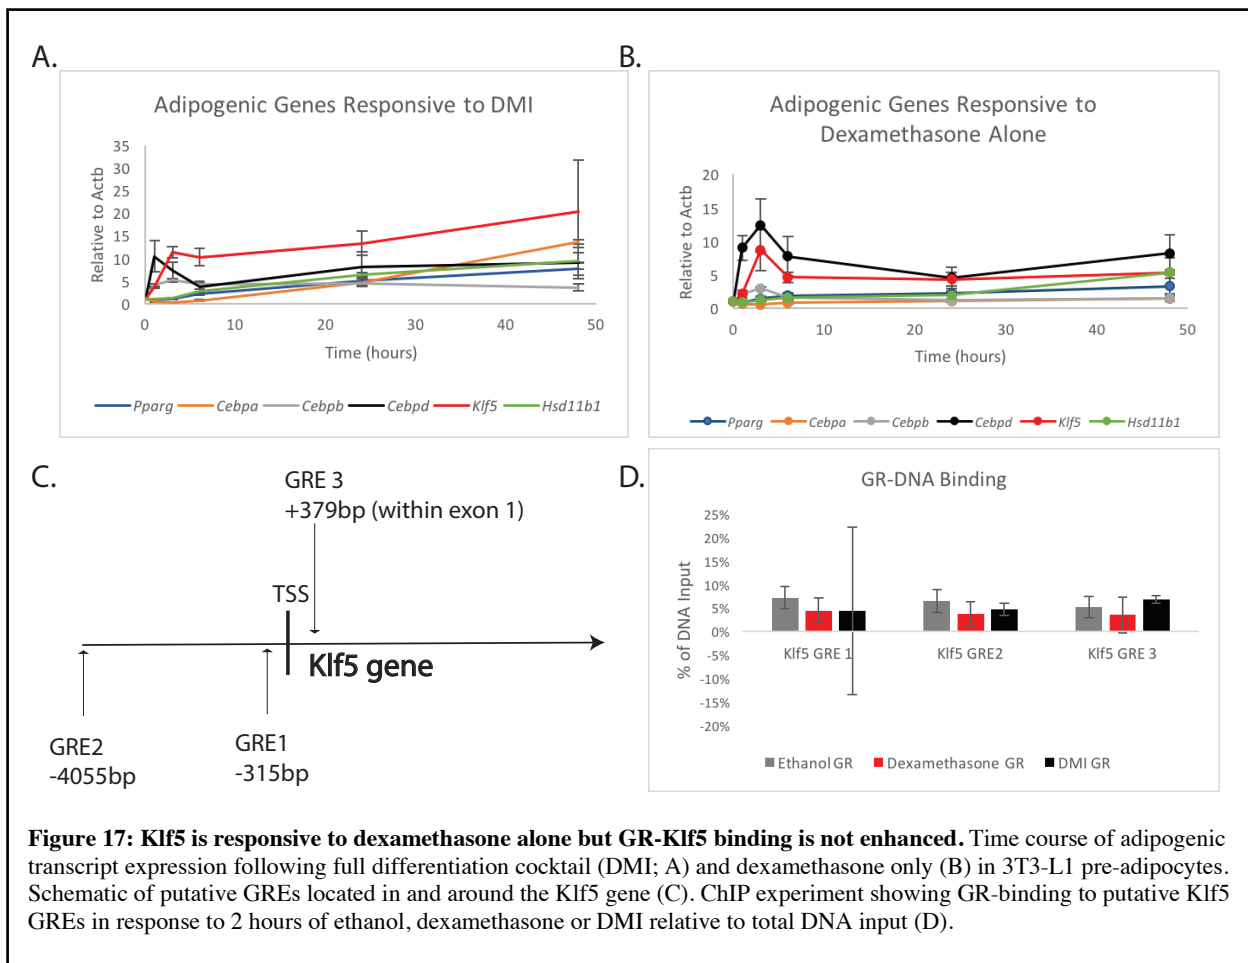 A.
Adipogenic Genes Responsive to DMI
35
30
25
20
15
10
5
0
Relative to Actb
0
10
20
30
40
50
Time (hours)
Pparg
Cebpa
Cebpb
Cebpd
Klf5
Hsd11b1
B.
Adipogenic Genes Responsive to
Dexamethasone Alone
20
15
10
5
0
Relative to Actb
0
10
20
30
40
50
Time (hours)
Pparg
Cebpa
Cebpb
Cebpd
Klf5
Hsd11b1
C.
GRE 3
+379bp (within exon 1)
TSS
Klf5 gene
GRE2
-4055bp
GRE1
-315bp
D.
GR-DNA Binding
25%
20%
15%
10%
5%
0%
-5%
-10%
-15%
-20%
% of DNA Input
Klf5 GRE 1
Klf5 GRE2
Klf5 GRE 3
Ethanol GR
Dexamethasone GR
DMI GR
Figure 17: Klf5 is responsive to dexamethasone alone but GR-Klf5 binding is not enhanced. Time course of adipogenic
transcript expression following full differentiation cocktail (DMI; A) and dexamethasone only (B) in 3T3-L1 pre-adipocytes.
Schematic of putative GREs located in and around the Klf5 gene (C). ChIP experiment showing GR-binding to putative Klf5
GREs in response to 2 hours of ethanol, dexamethasone or DMI relative to total DNA input (D).